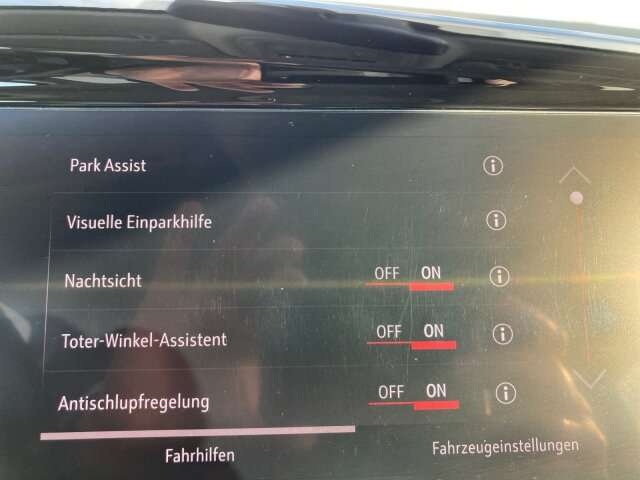 Park Assist
Visuelle Einparkhilfe
Nachtsicht OFF ON
Toter-Winkel-Assistent OFF ON
Antischlupfregelung OFF ON
Fahrhilfen Fahrzeugeinstellungen